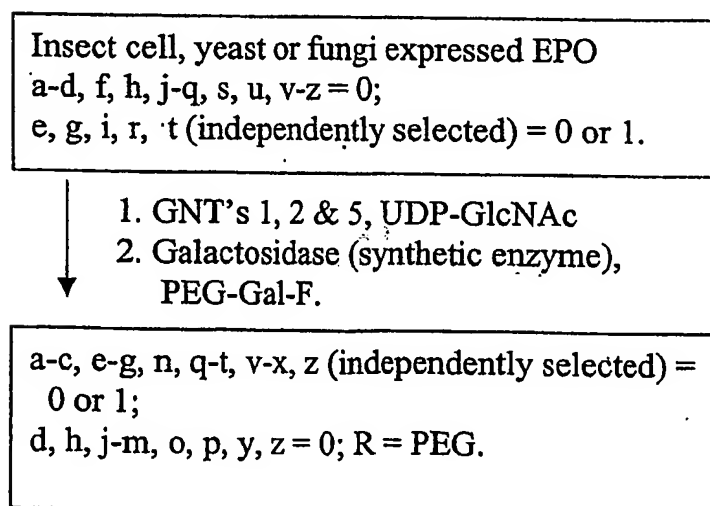 Insect cell, yeast or fungi expressed EPO
a-d, f, h, j-q, s, u, v-z = 0;
e, g, i, r, t (independently selected) = 0 or 1.
1. GNT's 1, 2 & 5, UDP-GlcNAc
2. Galactosidase (synthetic enzyme),
PEG-Gal-F.
a-c, e-g, n, q-t, v-x, z (independently selected) =
0 or 1;
d, h, j-m, o, p, y, z = 0; R = PEG.